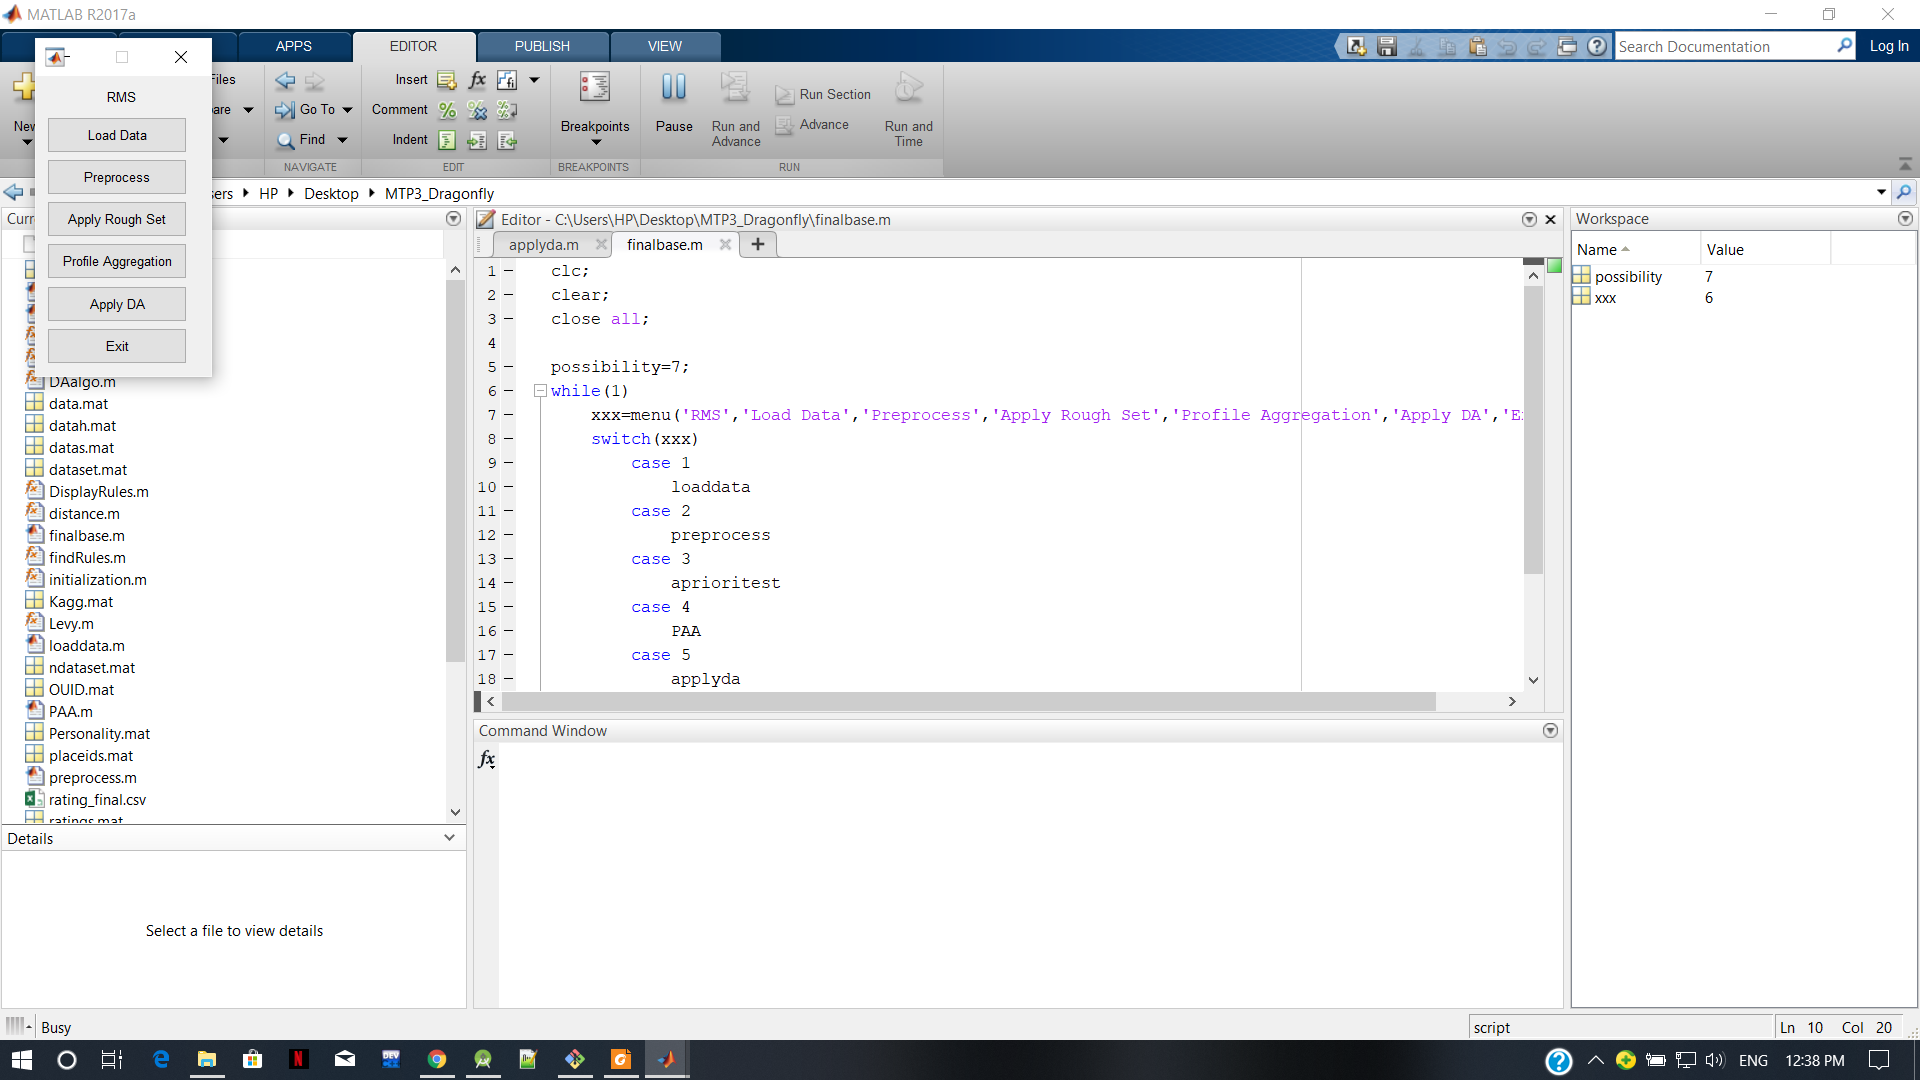 MATLAB R2017a
APPS
EDITOR
PUBLISH
VIEW
Search Documentation
Log In
RMS
Load Data
Preprocess
Apply Rough Set
Profile Aggregation
Apply DA
Exit
New
Files
are
Go To
Find
NAVIGATE
Insert
fx
Comment
Indent
EDIT
Breakpoints
BREAKPOINTS
Pause
Run and Advance
Run Section
Advance
Run and Time
RUN
sers
HP
Desktop
MTP3_Dragonfly
Curr
DAalgo.m
data.mat
datah.mat
datas.mat
dataset.mat
DisplayRules.m
distance.m
finalbase.m
findRules.m
initialization.m
Kagg.mat
Levy.m
loaddata.m
ndataset.mat
OUID.mat
PAA.m
Personality.mat
placeids.mat
preprocess.m
rating_final.csv
ratings.mat
Details
Select a file to view details
Editor - C:\Users\HP\Desktop\MTP3_Dragonfly\finalbase.m
applyda.m
finalbase.m
1 clc;
2 clear;
3 close all;
4
5 possibility=7;
6 while(1)
7 xxx=menu('RMS','Load Data','Preprocess','Apply Rough Set','Profile Aggregation','Apply DA','E
8 switch(xxx)
9 case 1
10 loaddata
11 case 2
12 preprocess
13 case 3
14 aprioritest
15 case 4
16 PAA
17 case 5
18 applyda
Command Window
fx
Workspace
Name Value
possibility 7
xxx 6
Busy
script
Ln 10 Col 20
DEV
ENG
12:38 PM